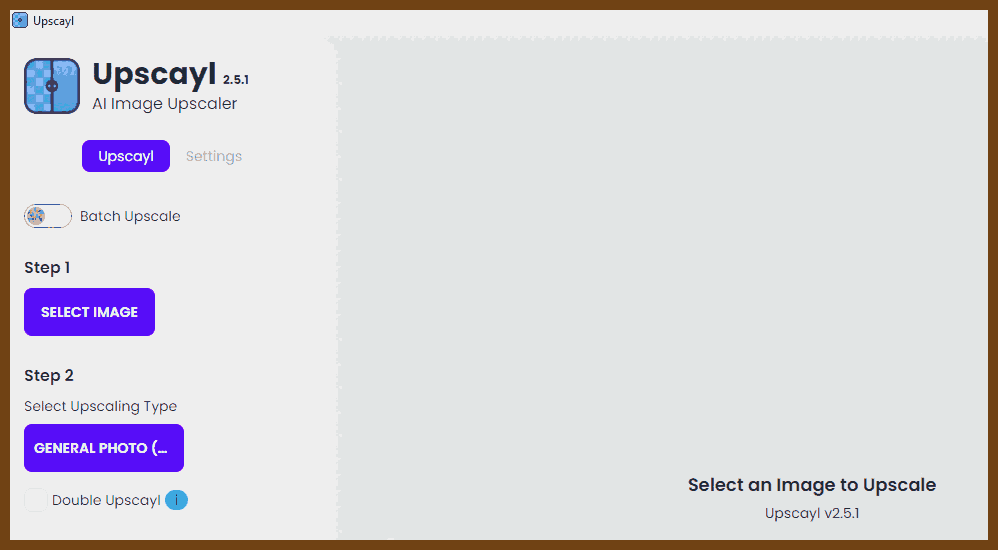 Upscayl
Upscayl 2.5.1
AI Image Upscaler
Upscayl Settings
Batch Upscale
Step 1
SELECT IMAGE
Step 2
Select Upscaling Type
GENERAL PHOTO (...
Double Upscayl i
Select an Image to Upscale
Upscayl v2.5.1